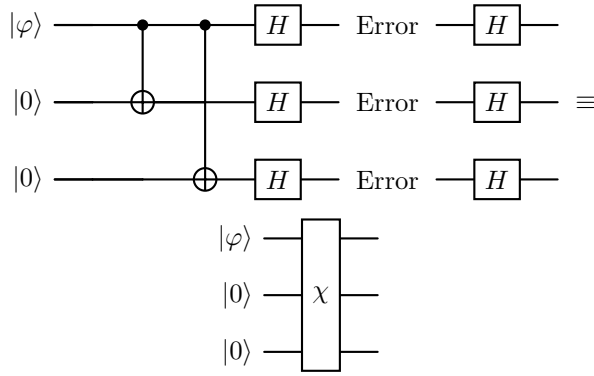 |φ⟩ H Error H
|0⟩ H Error H ≡
|0⟩ H Error H
|φ⟩
|0⟩ χ
|0⟩